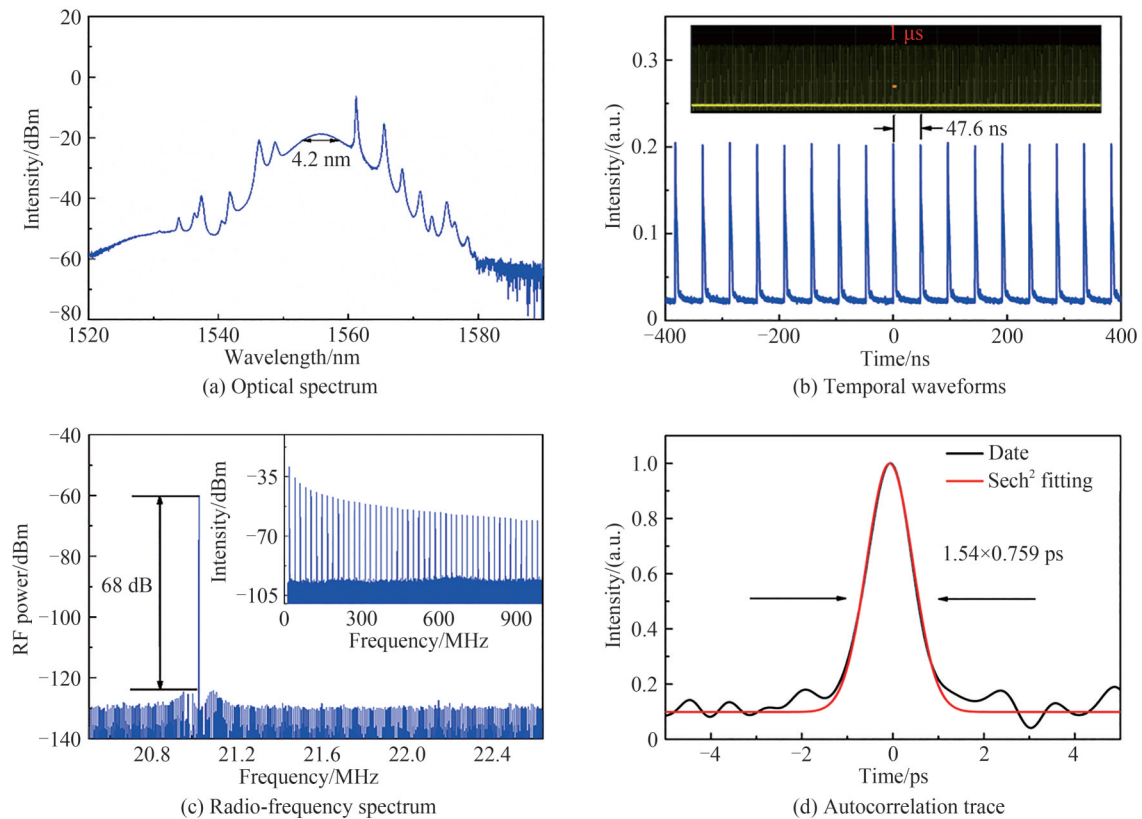 20
0
−20
−40
−60
−80
Intensity/dBm
4.2 nm
1520
1540
1560
1580
Wavelength/nm
(a) Optical spectrum
0.3
0.2
0.1
0
Intensity/(a.u.)
1 μs
47.6 ns
−400
−200
0
200
400
Time/ns
(b) Temporal waveforms
−40
−60
−80
−100
−120
−140
RF power/dBm
68 dB
−35
−70
−105
Intensity/dBm
0
300
600
900
Frequency/MHz
20.8
21.2
21.6
22.0
22.4
Frequency/MHz
(c) Radio-frequency spectrum
1.0
0.8
0.6
0.4
0.2
0
Intensity/(a.u.)
Date
Sech² fitting
1.54×0.759 ps
−4
−2
0
2
4
Time/ps
(d) Autocorrelation trace